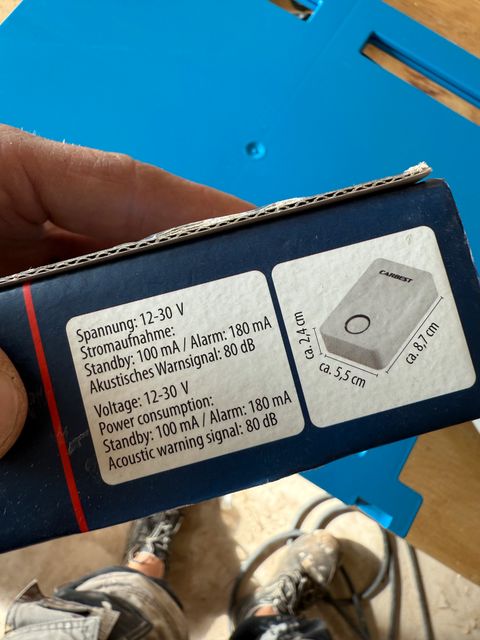 Spannung: 12-30 V
Stromaufnahme:
Standby: 100 mA / Alarm: 180 mA
Akustisches Warnsignal: 80 dB
Voltage: 12-30 V
Power consumption:
Standby: 100 mA / Alarm: 180 mA
Acoustic warning signal: 80 dB
CARBEST
ca. 2,4 cm
ca. 5,5 cm
ca. 8,7 cm